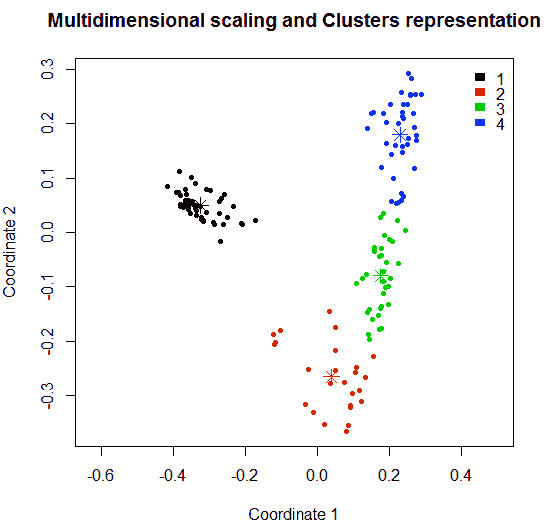 Multidimensional scaling and Clusters representation
1
2
3
4
0.3
0.2
0.1
0.0
-0.1
-0.2
-0.3
Coordinate 2
-0.6 -0.4 -0.2 0.0 0.2 0.4
Coordinate 1